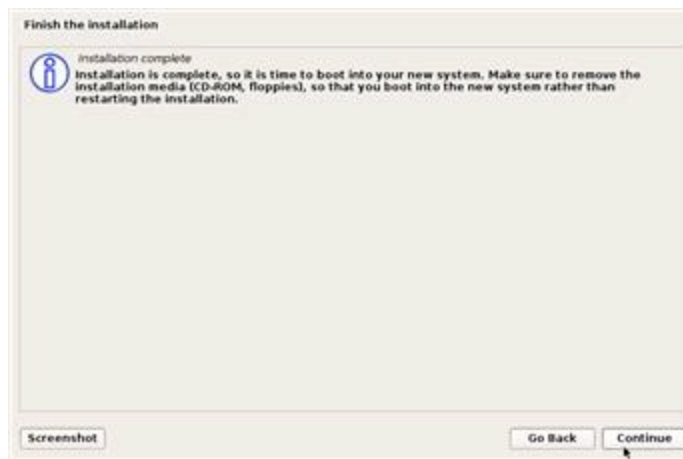 Finish the installation
Installation complete
Installation is complete, so it is time to boot into your new system. Make sure to remove the
installation media (CD-ROM, floppies), so that you boot into the new system rather than
restarting the installation.
Screenshot
Go Back
Continue